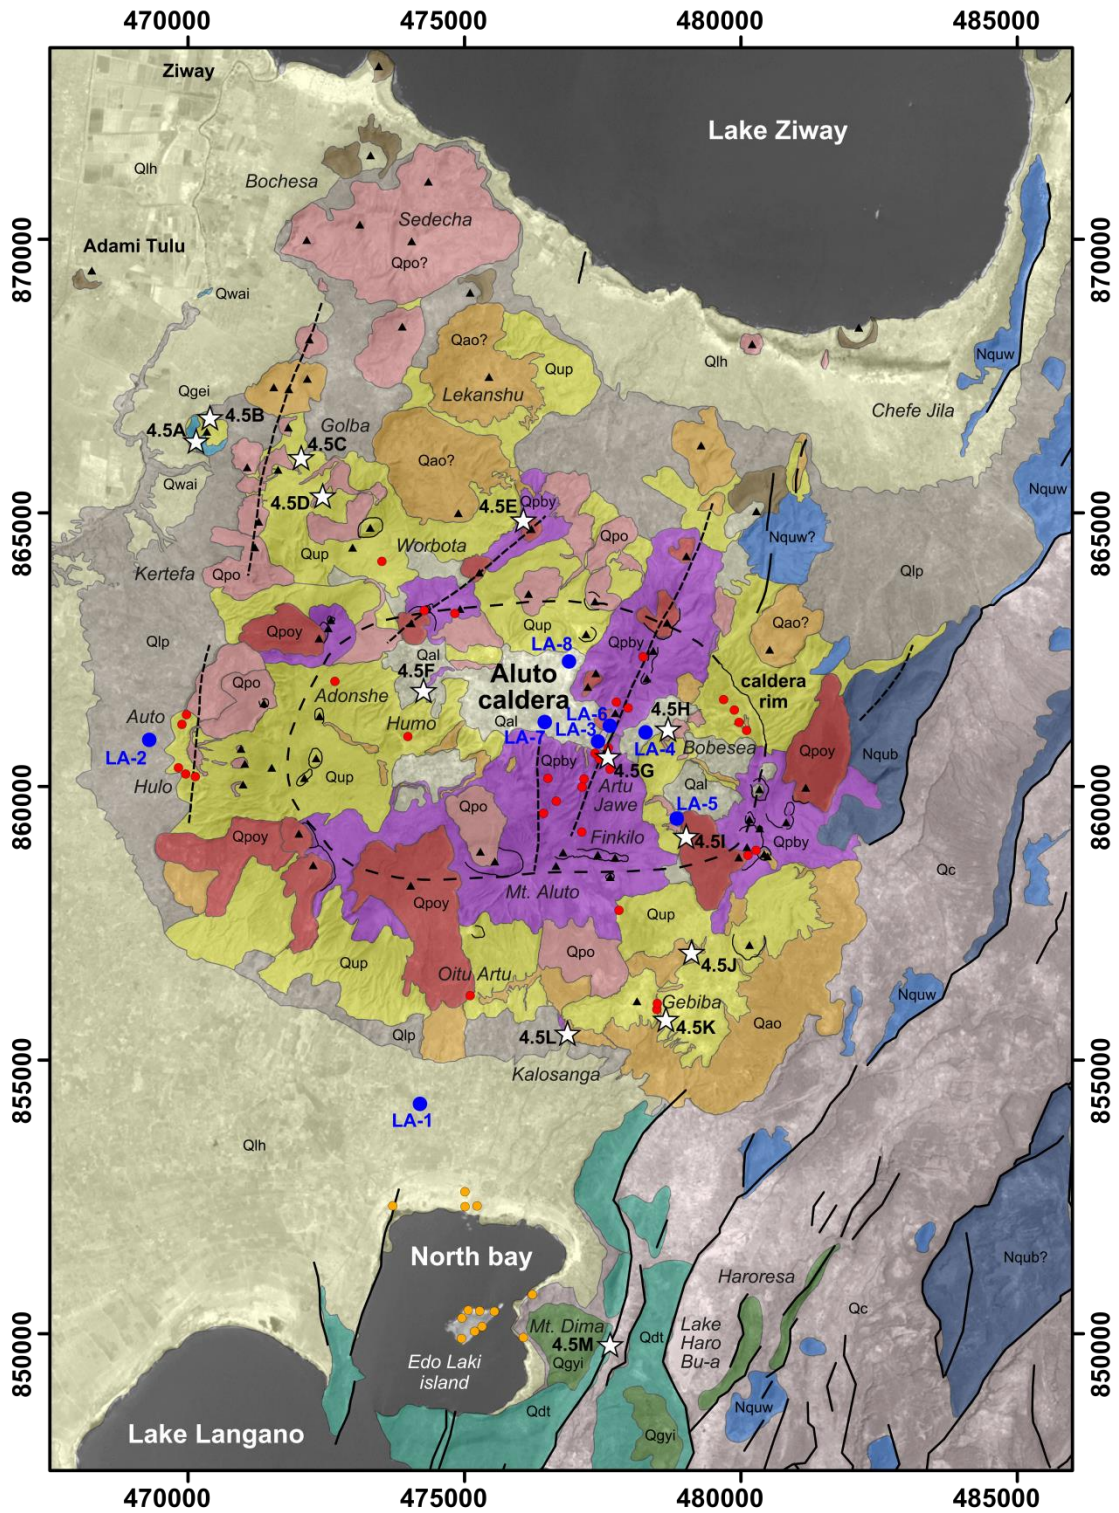 470000
475000
480000
485000
Ziway
Lake Ziway
Qlh
Bochesa
Sedecha
870000
870000
Adami Tulu
Qpo?
Qwai
Qao?
Nquw
Qlh
Qup
Qgei
Lekanshu
Chefe Jila
4.5B
4.5A
Golba
4.5C
Qao?
Qwai
Nquw
4.5D
4.5E
Qpby
865000
865000
Qpo
Nquw?
Worbota
Qup
Kertefa
Qpo
Qlp
Qao?
Qup
Qpoy
Qlp
Qpby
LA-8
Qal
4.5F
Aluto
caldera
caldera
rim
Qpo
Adonshe
4.5H
Auto
Humo
Qal
LA-6
LA-7
LA-3
LA-4
Bobesea
Qpoy
LA-2
Nqub
Qpby
4.5G
Hulo
Qup
Artu
Jawe
Qal
860000
860000
Qpo
LA-5
Finkilo
4.5I
Qpby
Qc
Mt. Aluto
Qpoy
Qup
Qpo
Qup
4.5J
Oitu Artu
Gebiba
Nquw
4.5K
Qao
Qlp
4.5L
855000
855000
Kalosanga
LA-1
Qlh
North bay
Nqub?
Haroresa
Qc
Mt. Dima
Lake
Haro
Bu-a
Qdt
850000
850000
4.5M
Edo Laki
island
Qgyi
Qdt
Nquw
Lake Langano
Qgyi
470000
475000
480000
485000